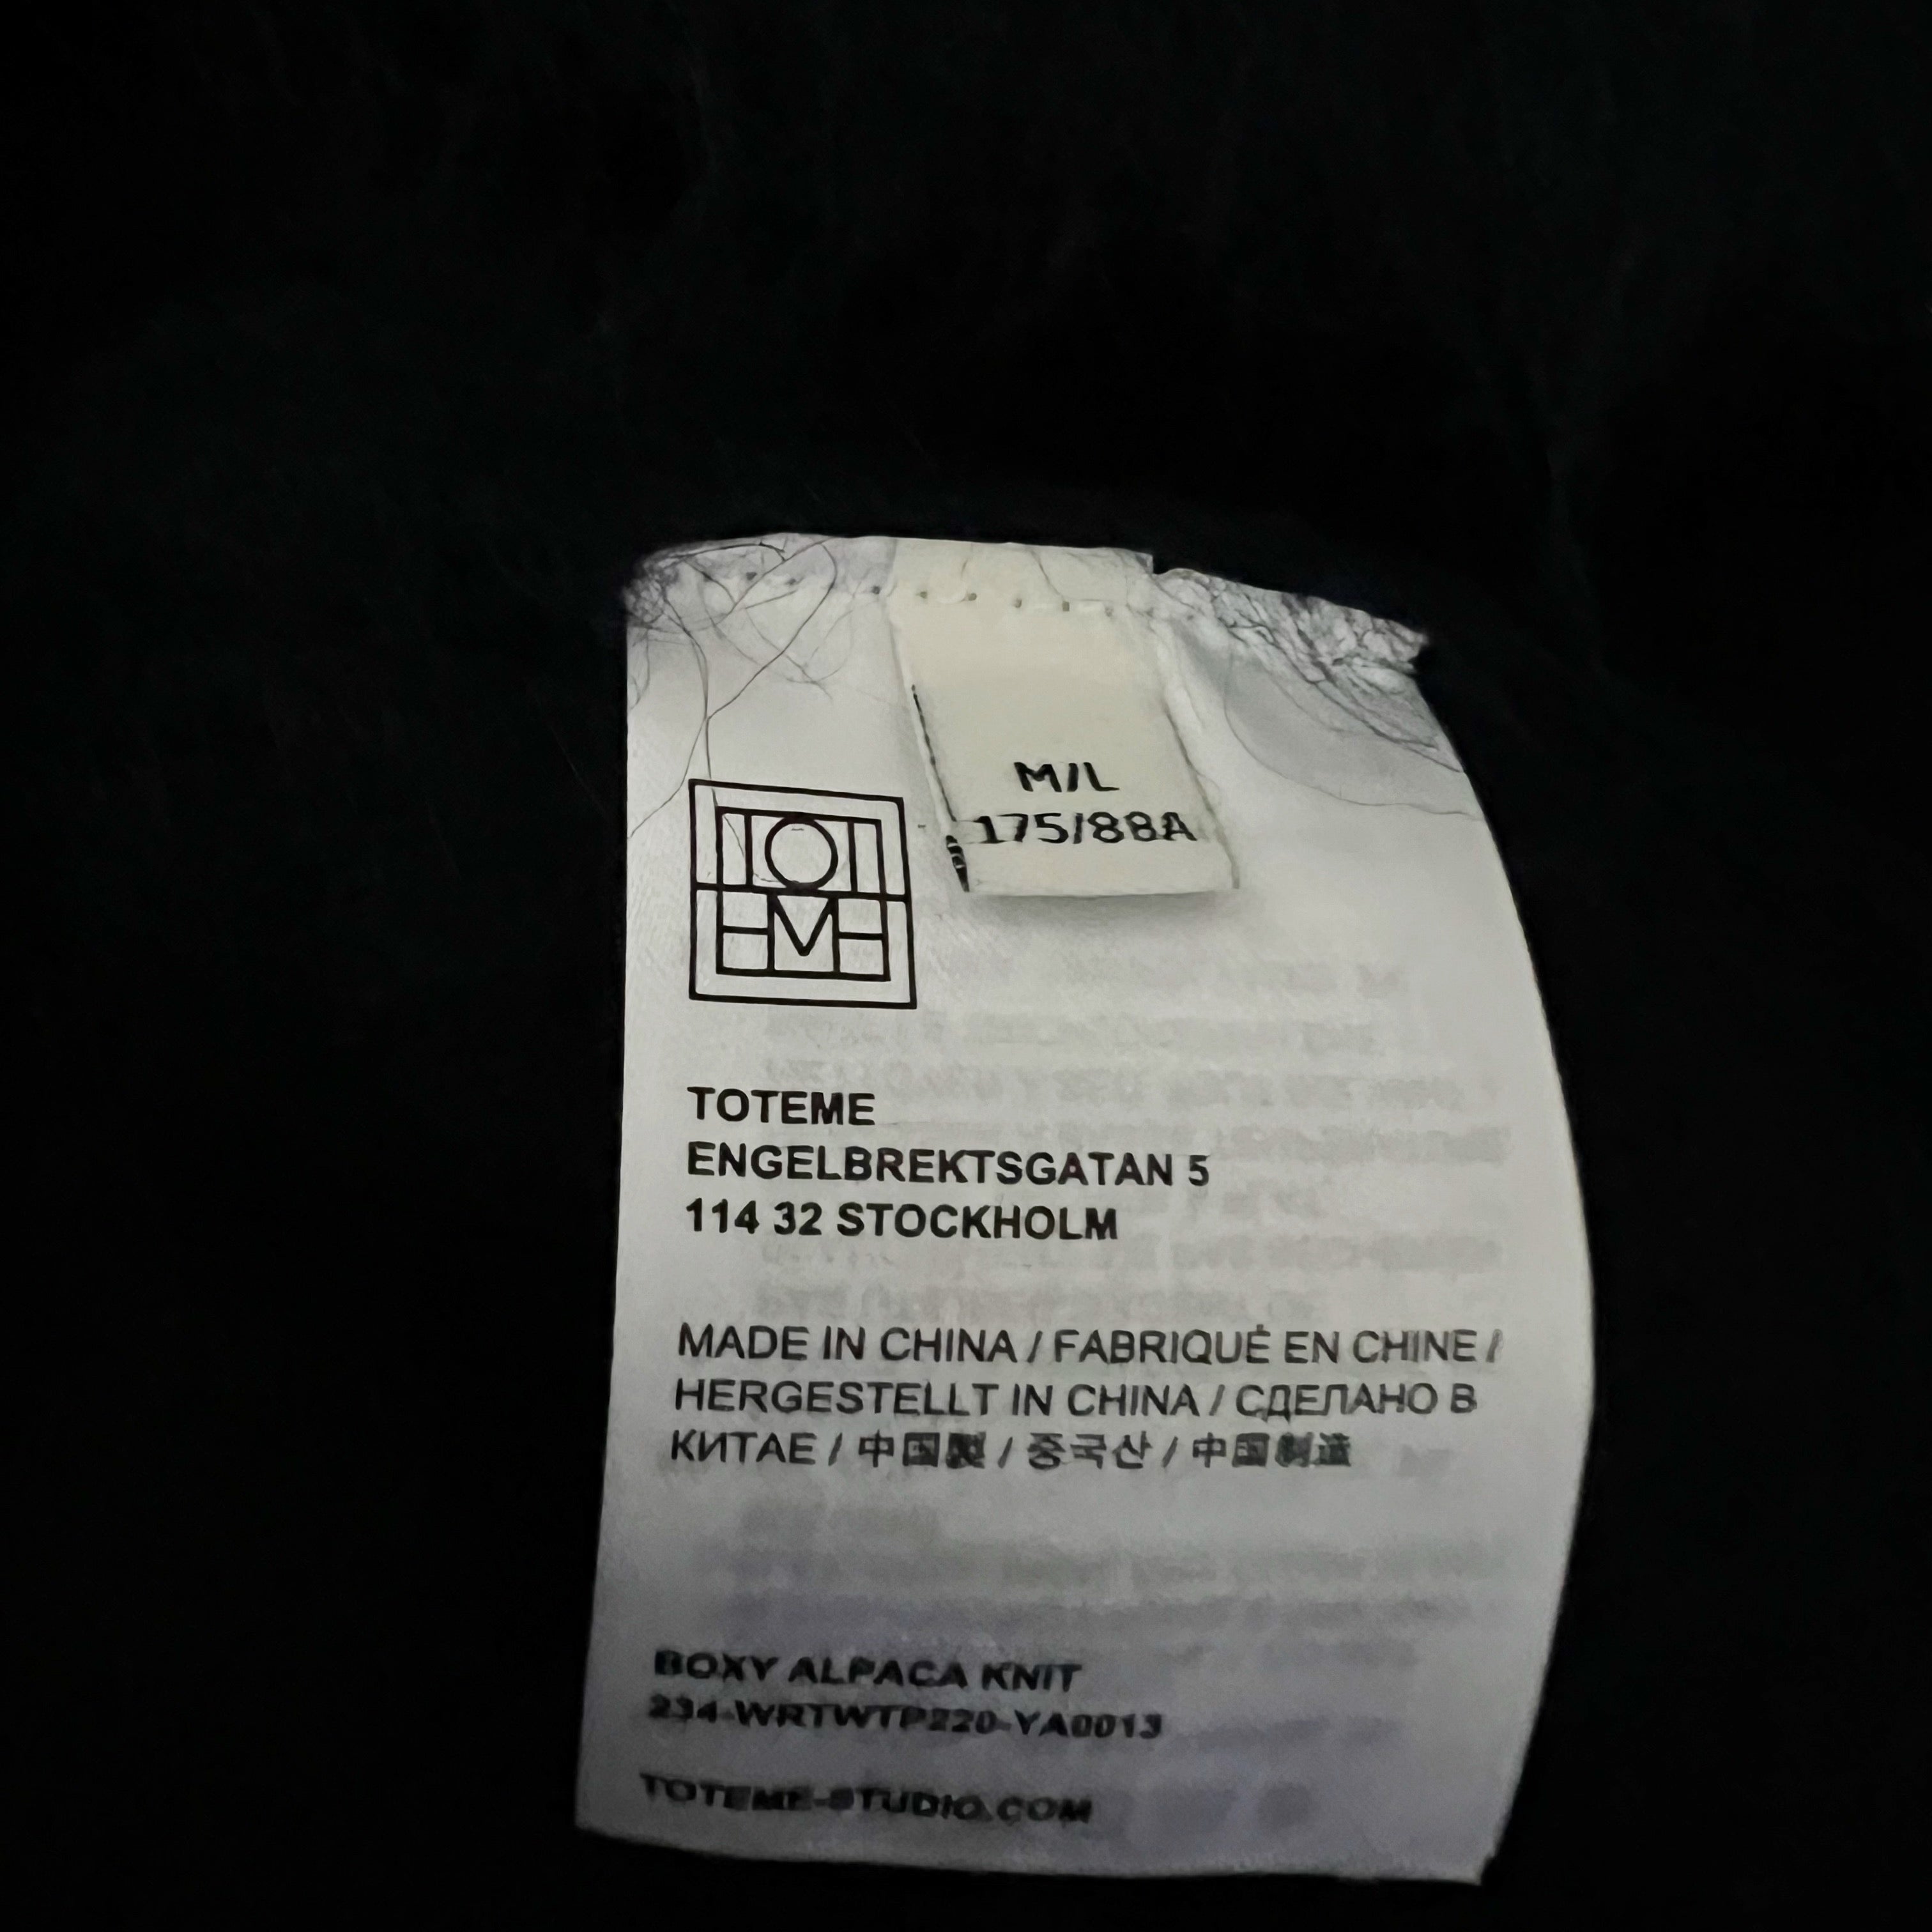 M/L
175/88A
TOTEME
TOTEME
ENGELBREKTSGATAN 5
114 32 STOCKHOLM
MADE IN CHINA / FABRIQUÉ EN CHINE /
HERGESTELLT IN CHINA / СДЕЛАНО В
КИТАЕ / 中国製 / 중국산 / 中国制造
BOXY ALPACA KNIT
234-WRTWTP220-YA0013
TOTEME-STUDIO.COM